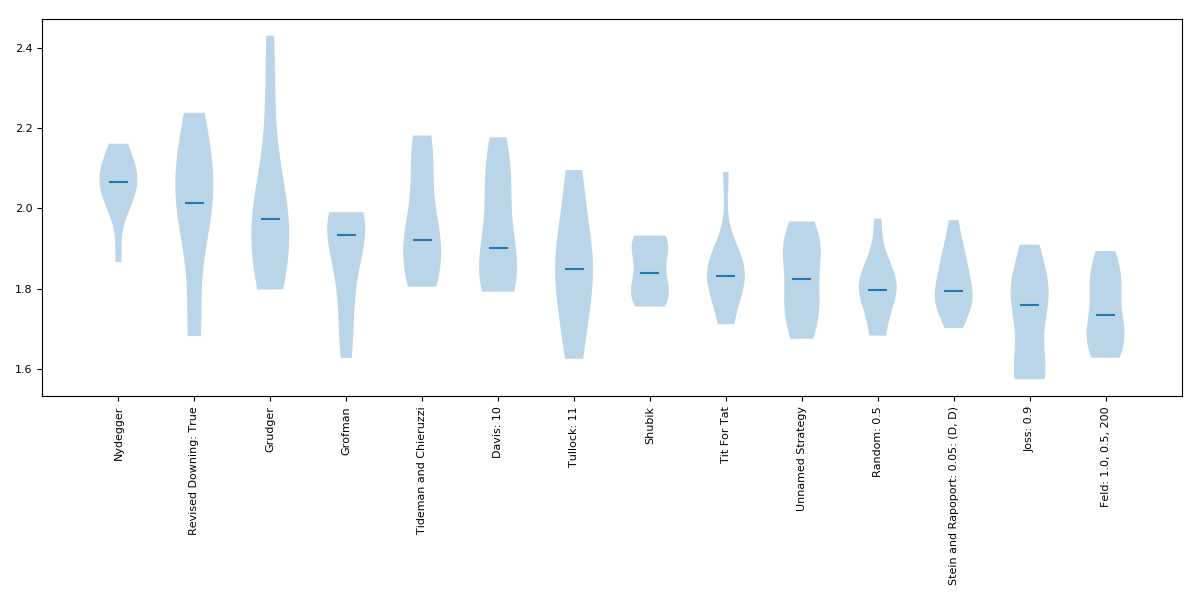 2.4
2.2
2.0
1.8
1.6
Nydegger
Revised Downing: True
Grudger
Grofman
Tideman and Chieruzzi
Davis: 10
Tullock: 11
Shubik
Tit For Tat
Unnamed Strategy
Random: 0.5
Stein and Rapoport: 0.05: (D, D)
Joss: 0.9
Feld: 1.0, 0.5, 200